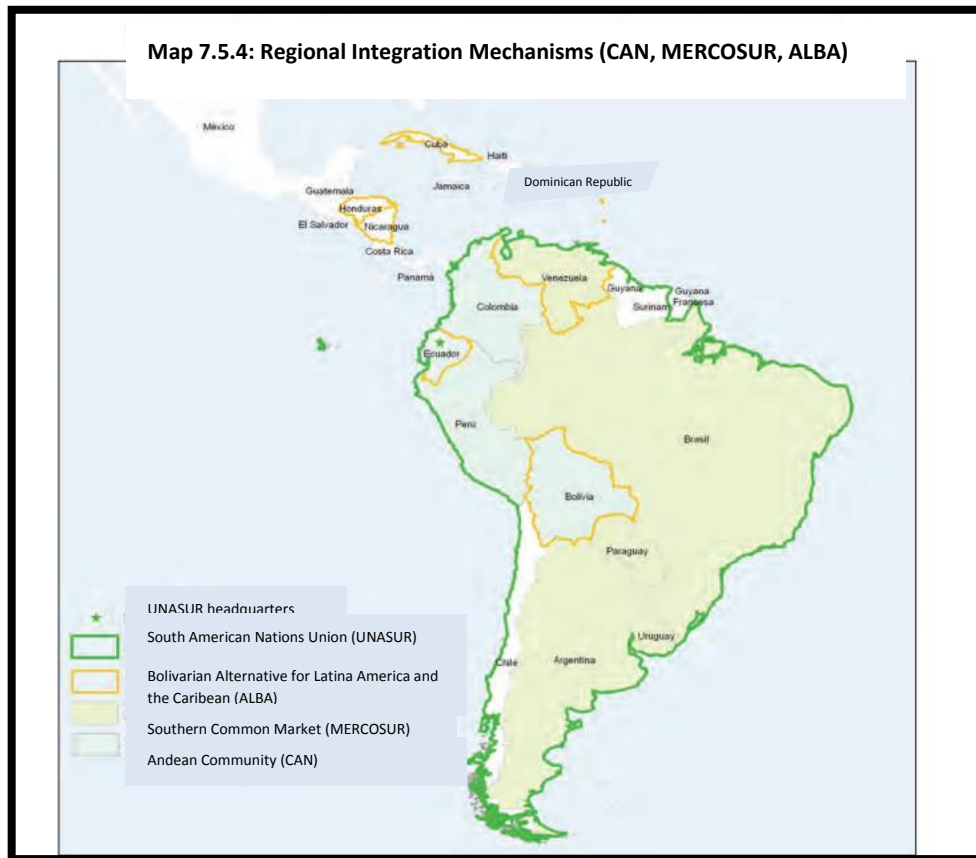 Map 7.5.4: Regional Integration Mechanisms (CAN, MERCOSUR, ALBA)
México
Cuba
Haiti
Jamaica
Dominican Republic
Guatemala
Honduras
El Salvador
Nicaragua
Costa Rica
Panamá
Venezuela
Guyana
Guyana
Francesa
Surinam
Colombia
Ecuador
Perú
Brasil
Bolivia
Paraguay
Uruguay
Chile
Argentina
UNASUR headquarters
South American Nations Union (UNASUR)
Bolivarian Alternative for Latina America and
the Caribean (ALBA)
Southern Common Market (MERCOSUR)
Andean Community (CAN)